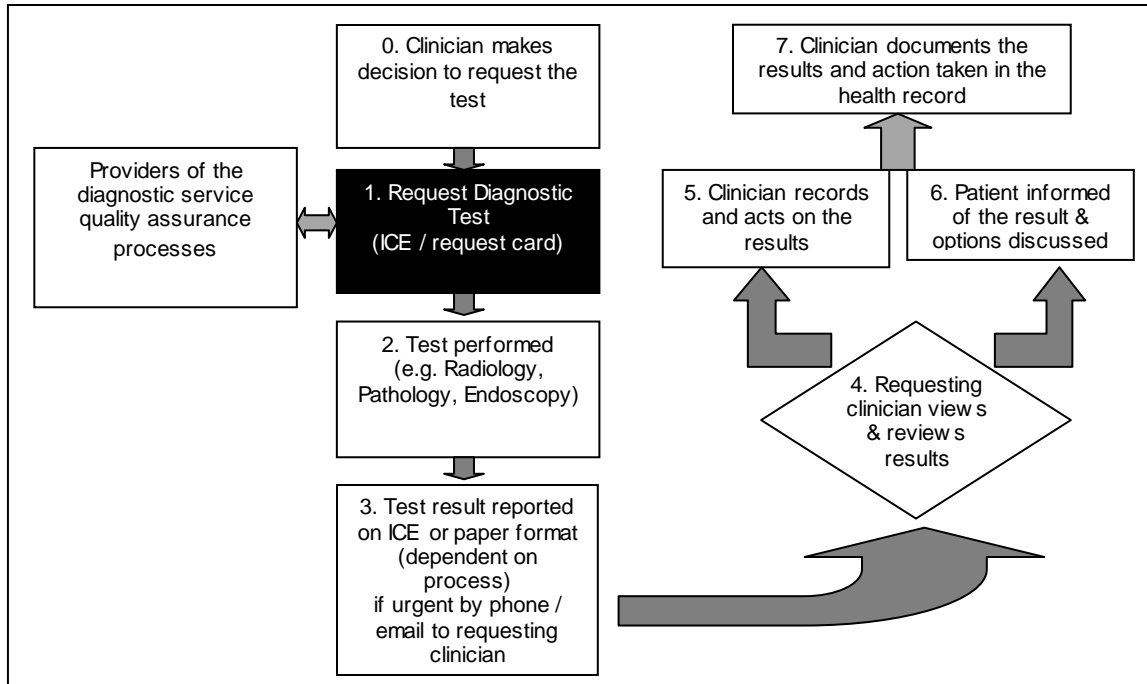 0. Clinician makes
decision to request the
test
Providers of the
diagnostic service
quality assurance
processes
1. Request Diagnostic
Test
(ICE / request card)
2. Test performed
(e.g. Radiology,
Pathology, Endoscopy)
3. Test result reported
on ICE or paper format
(dependent on
process)
if urgent by phone /
email to requesting
clinician
4. Requesting
clinician views
& reviews
results
5. Clinician records
and acts on the
results
6. Patient informed
of the result &
options discussed
7. Clinician documents the
results and action taken in the
health record